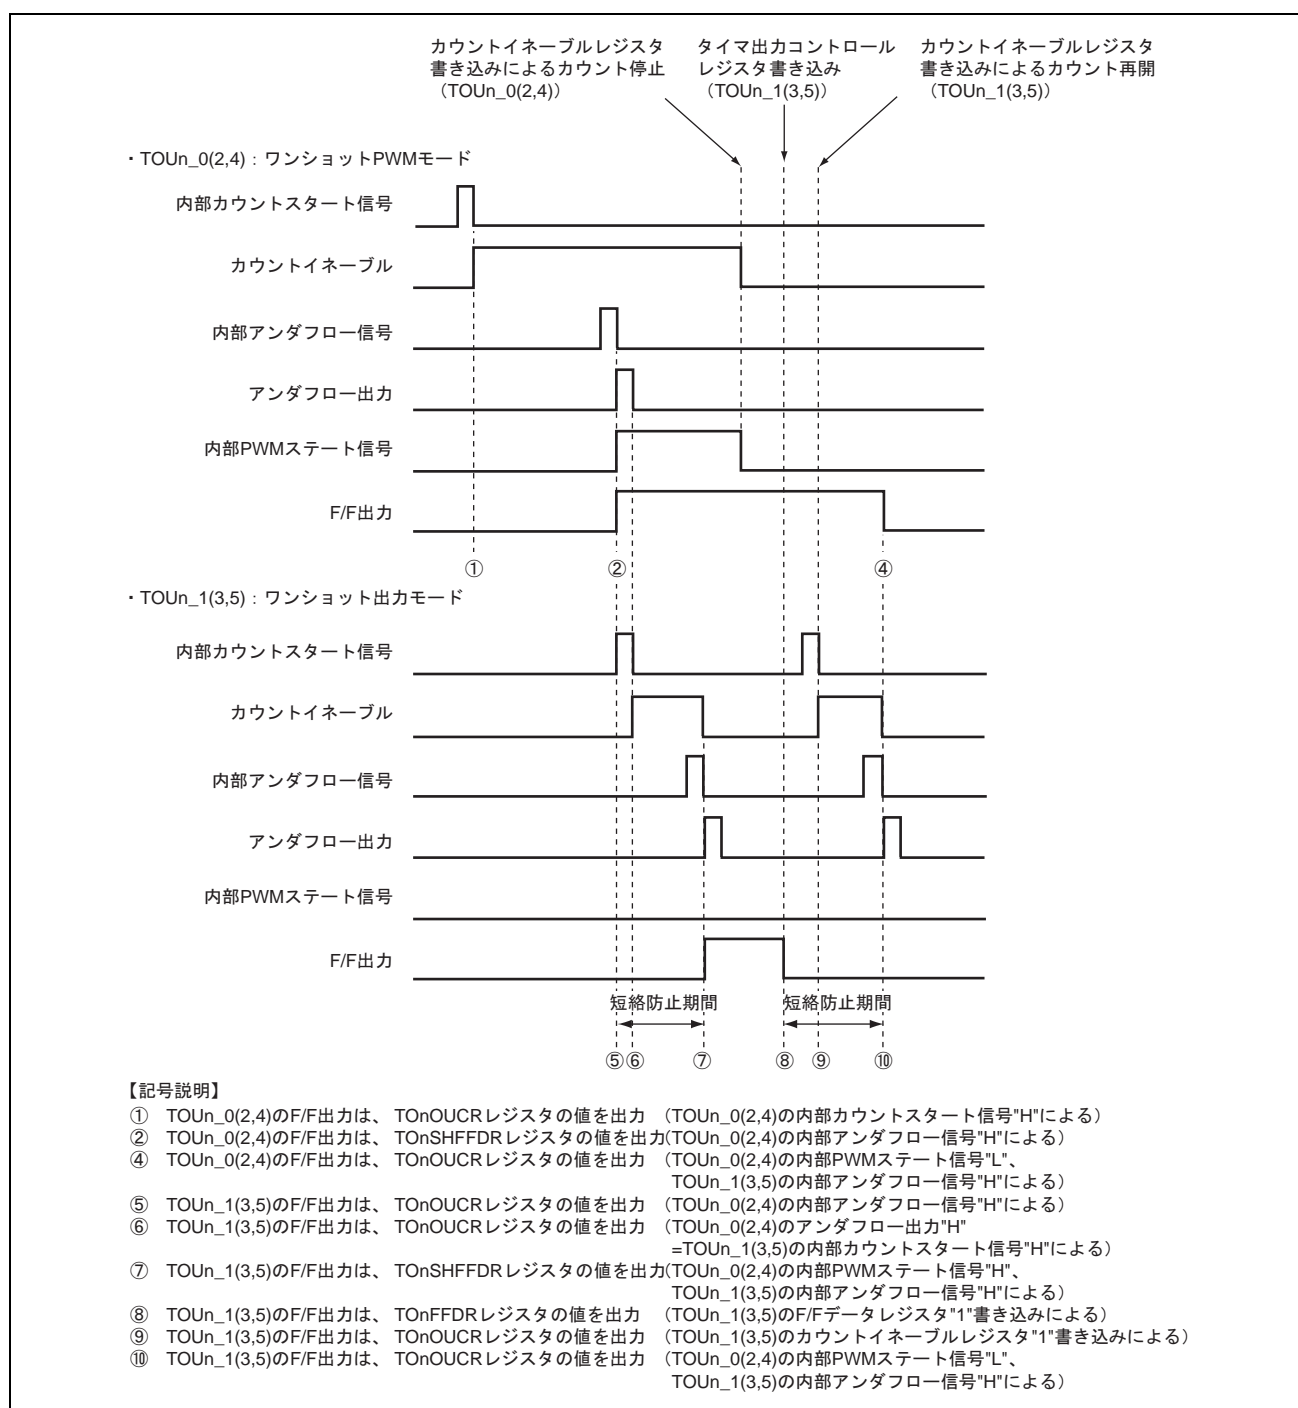 カウントイネーブルレジスタ
書き込みによるカウント停止
（TOUn_0(2,4)）
タイマ出力コントロール
レジスタ書き込み
（TOUn_1(3,5)）
カウントイネーブルレジスタ
書き込みによるカウント再開
（TOUn_1(3,5)）
・TOUn_0(2,4)：ワンショットPWMモード
内部カウントスタート信号
カウントイネーブル
内部アンダフロー信号
アンダフロー出力
内部PWMステート信号
F/F出力
① ② ④
・TOUn_1(3,5)：ワンショット出力モード
内部カウントスタート信号
カウントイネーブル
内部アンダフロー信号
アンダフロー出力
内部PWMステート信号
F/F出力
短絡防止期間 短絡防止期間
⑤⑥ ⑦ ⑧ ⑨ ⑩
【記号説明】
① TOUn_0(2,4)のF/F出力は、TOnOUCRレジスタの値を出力 （TOUn_0(2,4)の内部カウントスタート信号"H"による）
② TOUn_0(2,4)のF/F出力は、TOnSHFFDRレジスタの値を出力（TOUn_0(2,4)の内部アンダフロー信号"H"による）
④ TOUn_0(2,4)のF/F出力は、TOnOUCRレジスタの値を出力 （TOUn_0(2,4)の内部PWMステート信号"L"、
TOUn_1(3,5)の内部アンダフロー信号"H"による）
⑤ TOUn_1(3,5)のF/F出力は、TOnOUCRレジスタの値を出力 （TOUn_0(2,4)の内部アンダフロー信号"H"による）
⑥ TOUn_1(3,5)のF/F出力は、TOnOUCRレジスタの値を出力 （TOUn_0(2,4)のアンダフロー出力"H"
=TOUn_1(3,5)の内部カウントスタート信号"H"による）
⑦ TOUn_1(3,5)のF/F出力は、TOnSHFFDRレジスタの値を出力（TOUn_0(2,4)の内部PWMステート信号"H"、
TOUn_1(3,5)の内部アンダフロー信号"H"による）
⑧ TOUn_1(3,5)のF/F出力は、TOnFFDRレジスタの値を出力 （TOUn_1(3,5)のF/Fデータレジスタ"1"書き込みによる）
⑨ TOUn_1(3,5)のF/F出力は、TOnOUCRレジスタの値を出力 （TOUn_1(3,5)のカウントイネーブルレジスタ"1"書き込みによる）
⑩ TOUn_1(3,5)のF/F出力は、TOnOUCRレジスタの値を出力 （TOUn_0(2,4)の内部PWMステート信号"L"、
TOUn_1(3,5)の内部アンダフロー信号"H"による）